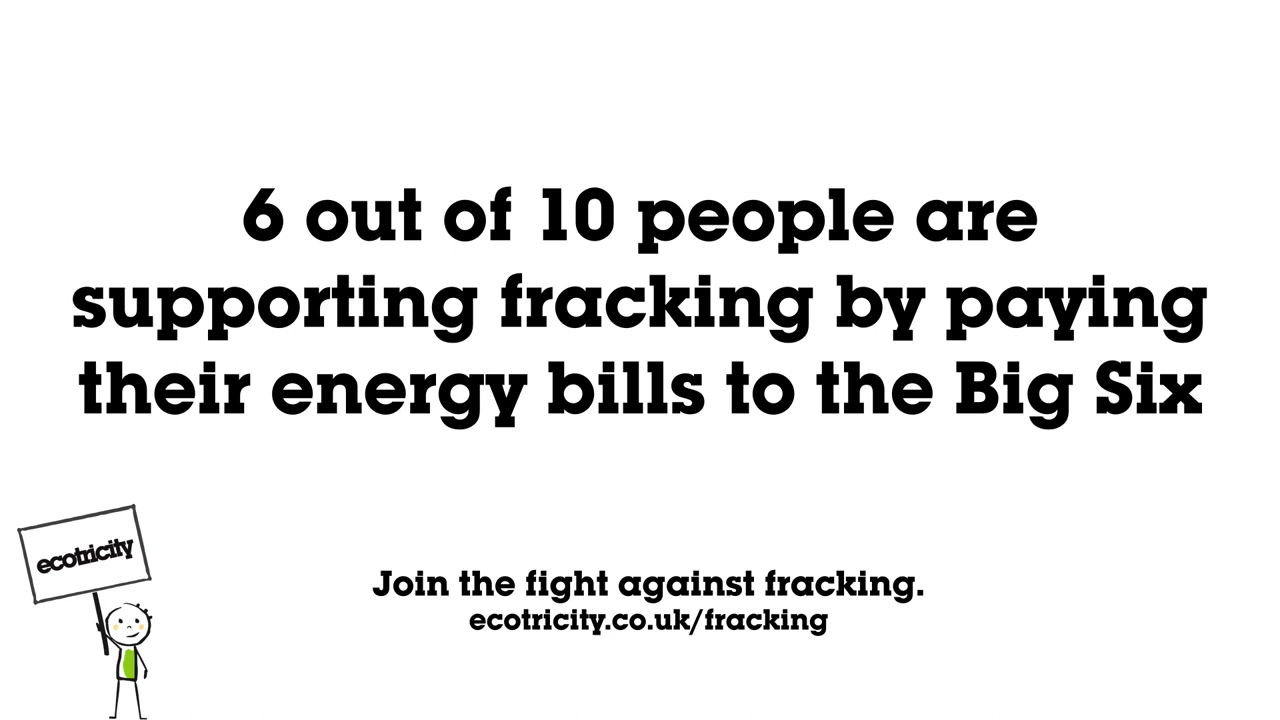 6 out of 10 people are
supporting fracking by paying
their energy bills to the Big Six
ecotricity
Join the fight against fracking.
ecotricity.co.uk/fracking